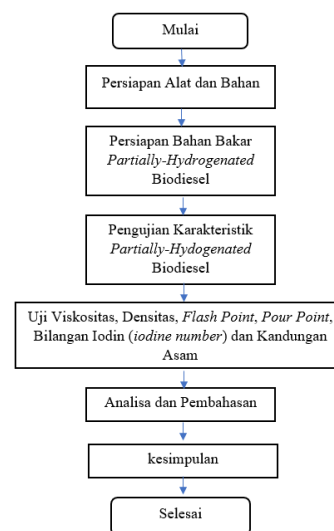 Mulai
Persiapan Alat dan Bahan
Persiapan Bahan Bakar
Partially-Hydrogenated
Biodiesel
Pengujian Karakteristik
Partially-Hydogenated
Biodiesel
Uji Viskositas, Densitas, Flash Point, Pour Point,
Bilangan Iodin (iodine number) dan Kandungan
Asam
Analisa dan Pembahasan
kesimpulan
Selesai